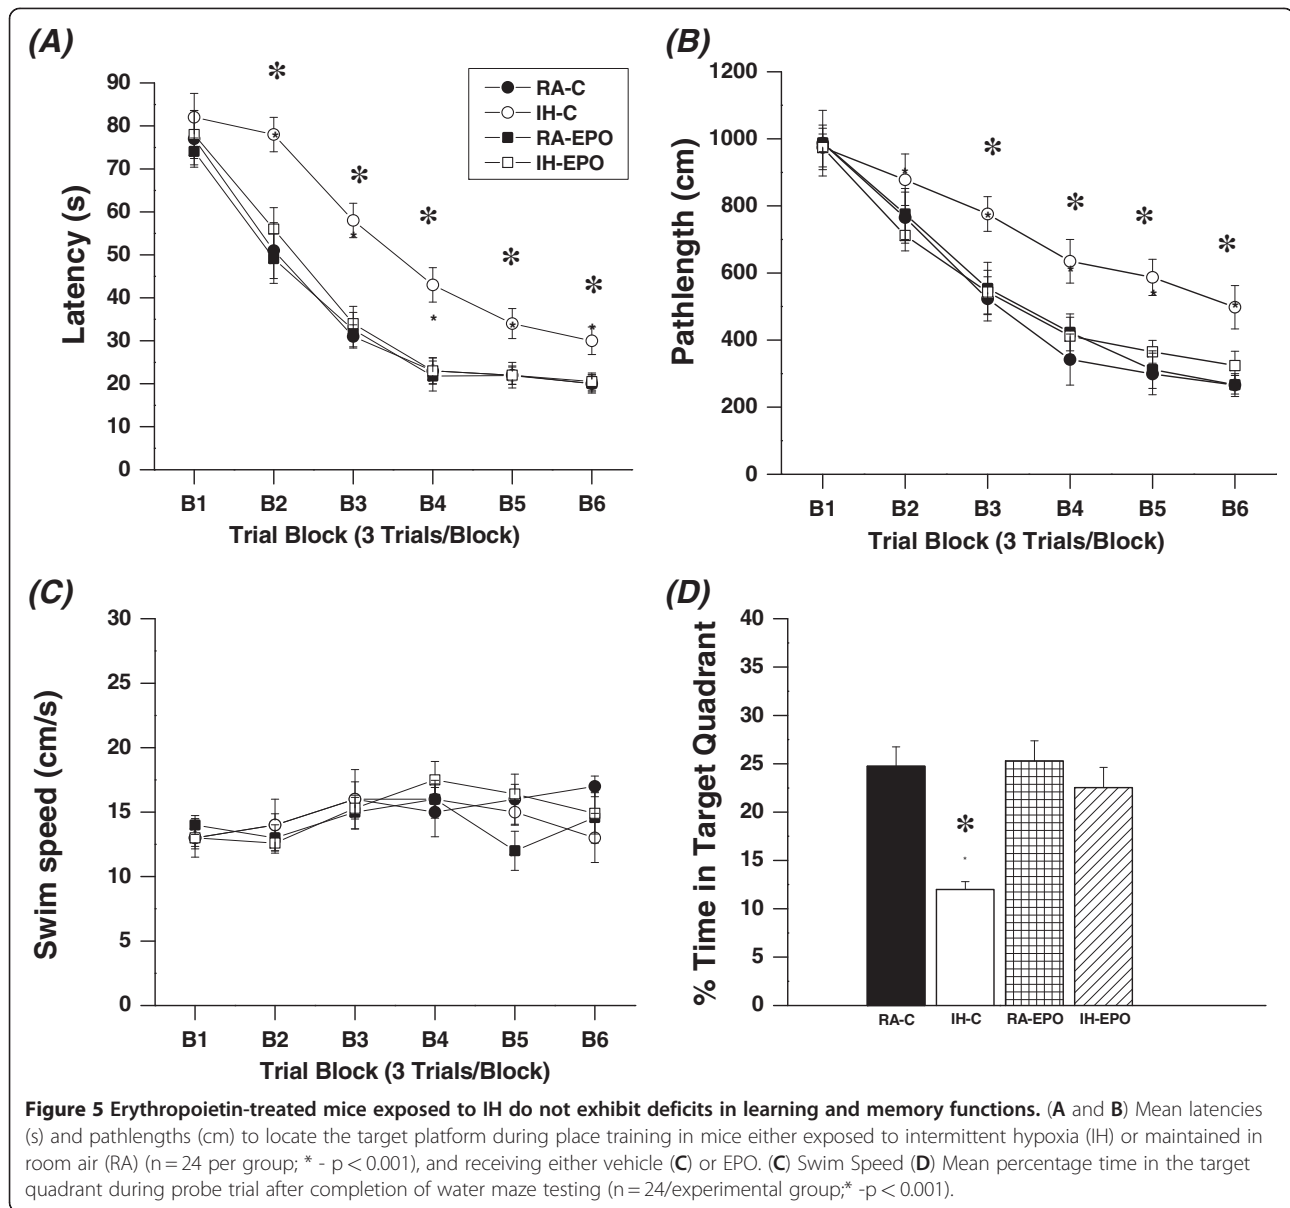 (A)
Latency (s)
90
80
70
60
50
40
30
20
10
0
B1 B2 B3 B4 B5 B6
Trial Block (3 Trials/Block)
* * * * *
RA-C
IH-C
RA-EPO
IH-EPO
(B)
Pathlength (cm)
1200
1000
800
600
400
200
0
B1 B2 B3 B4 B5 B6
Trial Block (3 Trials/Block)
* * * *
(C)
Swim speed (cm/s)
30
25
20
15
10
5
0
B1 B2 B3 B4 B5 B6
Trial Block (3 Trials/Block)
(D)
% Time in Target Quadrant
40
35
30
25
20
15
10
5
0
*
RA-C IH-C RA-EPO IH-EPO
Figure 5 Erythropoietin-treated mice exposed to IH do not exhibit deficits in learning and memory functions. (A and B) Mean latencies
(s) and pathlengths (cm) to locate the target platform during place training in mice either exposed to intermittent hypoxia (IH) or maintained in
room air (RA) (n = 24 per group; * - p < 0.001), and receiving either vehicle (C) or EPO. (C) Swim Speed (D) Mean percentage time in the target
quadrant during probe trial after completion of water maze testing (n = 24/experimental group;* -p < 0.001).